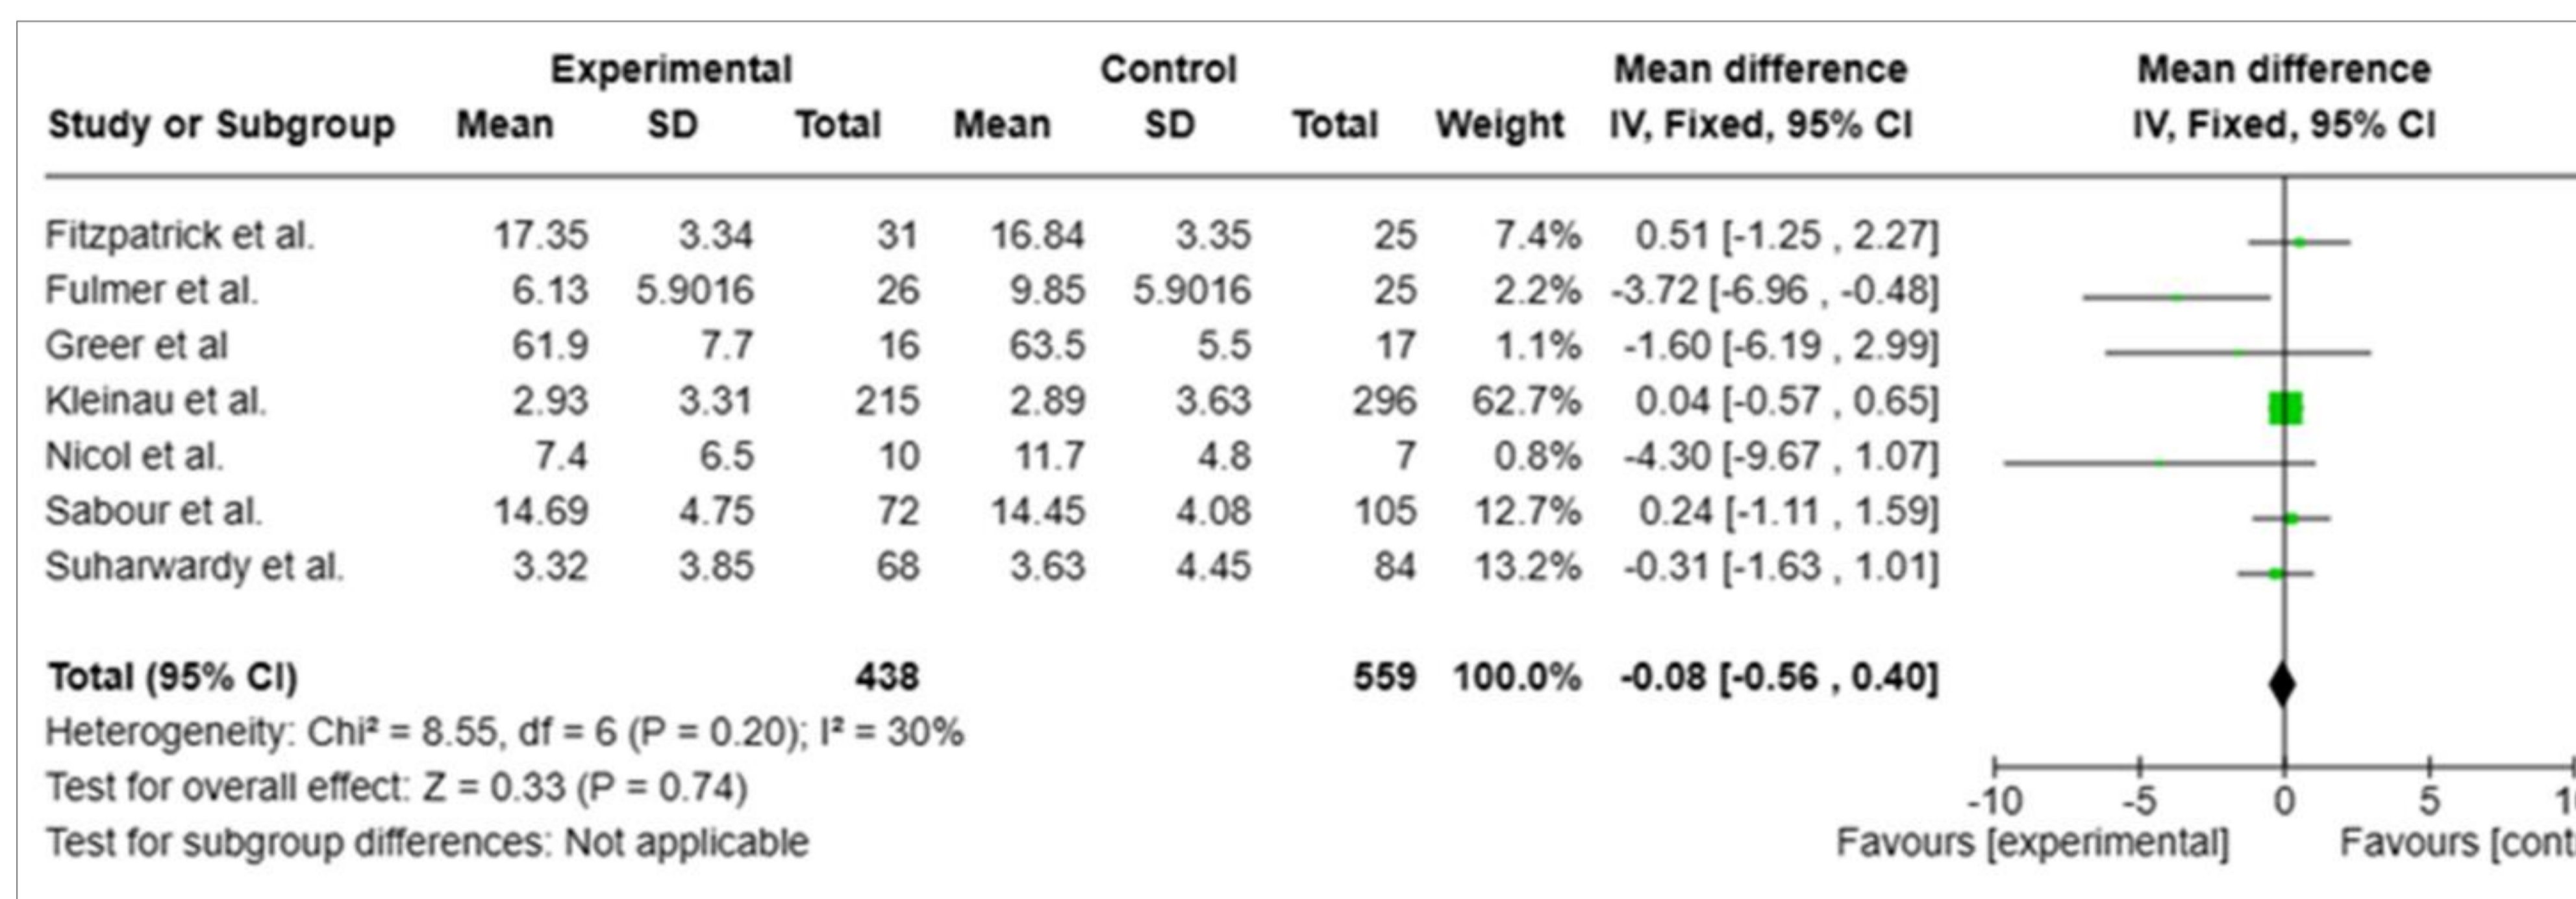 Experimental Control Mean difference Mean difference
Study or Subgroup Mean SD Total Mean SD Total Weight IV, Fixed, 95% CI IV, Fixed, 95% CI
Fitzpatrick et al. 17.35 3.34 31 16.84 3.35 25 7.4% 0.51 [-1.25 , 2.27]
Fulmer et al. 6.13 5.9016 26 9.85 5.9016 25 2.2% -3.72 [-6.96 , -0.48]
Greer et al 61.9 7.7 16 63.5 5.5 17 1.1% -1.60 [-6.19 , 2.99]
Kleinau et al. 2.93 3.31 215 2.89 3.63 296 62.7% 0.04 [-0.57 , 0.65]
Nicol et al. 7.4 6.5 10 11.7 4.8 7 0.8% -4.30 [-9.67 , 1.07]
Sabour et al. 14.69 4.75 72 14.45 4.08 105 12.7% 0.24 [-1.11 , 1.59]
Suharwardy et al. 3.32 3.85 68 3.63 4.45 84 13.2% -0.31 [-1.63 , 1.01]
Total (95% CI) 438 559 100.0% -0.08 [-0.56 , 0.40]
Heterogeneity: Chi² = 8.55, df = 6 (P = 0.20); I² = 30%
Test for overall effect: Z = 0.33 (P = 0.74)
-10 -5 0 5
Test for subgroup differences: Not applicable
Favours [experimental] Favours